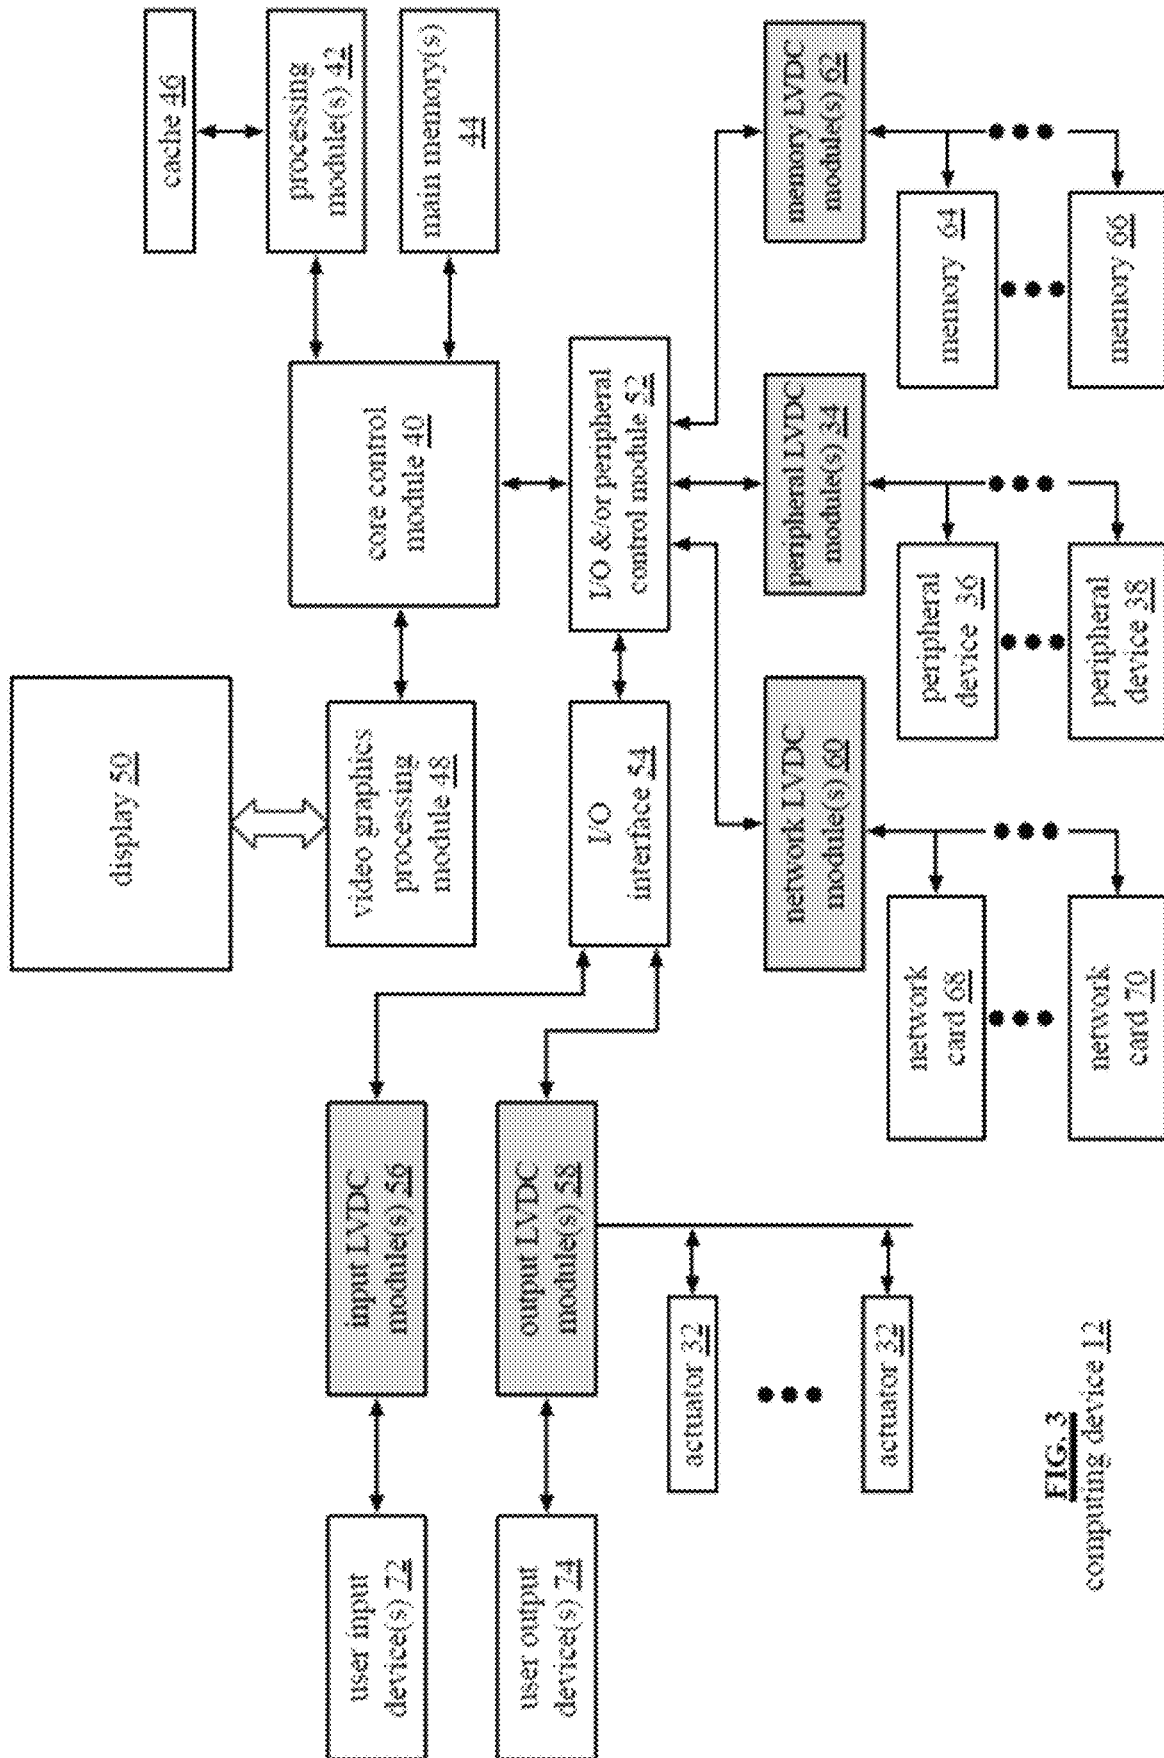 display 50
cache 46
processing
module(s) 42
main memory(s)
44
video graphics
processing
module 48
core control
module 40
user input
device(s) 72
input LVDC
module(s) 56
user output
device(s) 74
output LVDC
module(s) 58
I/O
interface 54
I/O &/or peripheral
control module 52
actuator 32
actuator 32
network LVDC
module(s) 60
peripheral LVDC
module(s) 34
memory LVDC
module(s) 62
network
card 68
peripheral
device 36
memory 64
network
card 70
peripheral
device 38
memory 66
FIG. 3
computing device 12